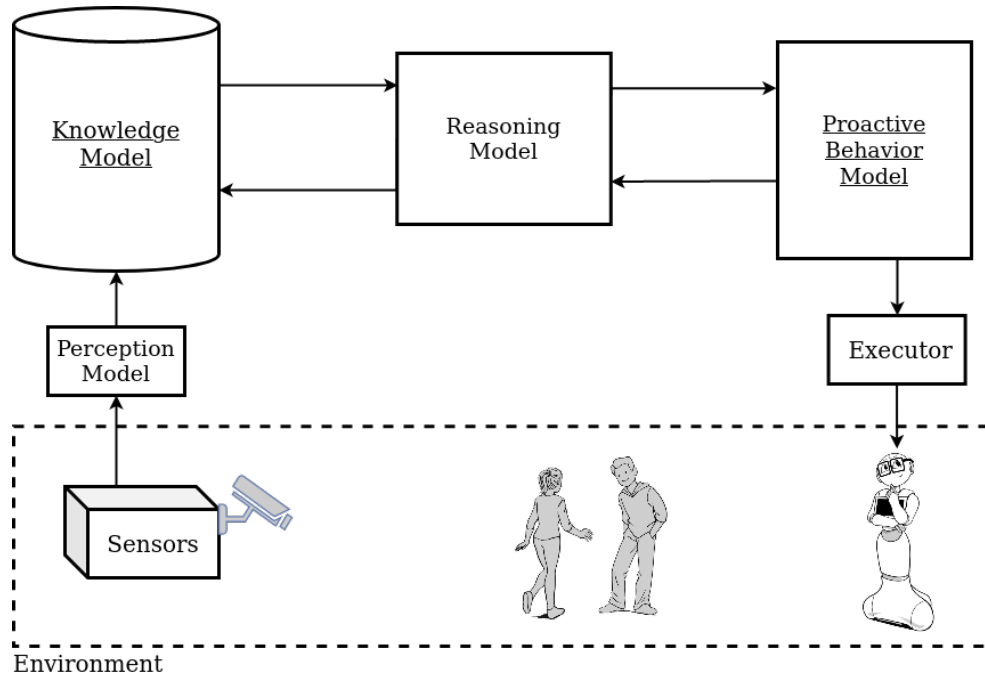 Knowledge
Model
Reasoning
Model
Proactive
Behavior
Model
Perception
Model
Executor
Sensors
Environment